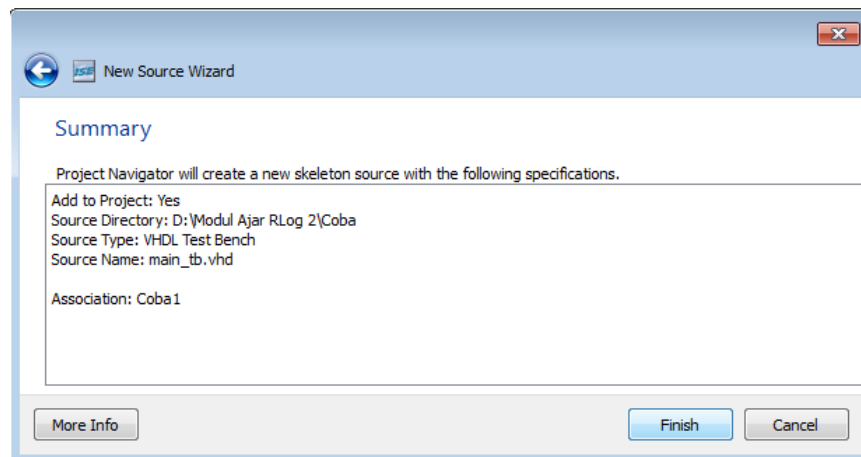 ISE New Source Wizard
Summary
Project Navigator will create a new skeleton source with the following specifications.
Add to Project: Yes
Source Directory: D:\Modul Ajar RLog 2\Coba
Source Type: VHDL Test Bench
Source Name: main_tb.vhd
Association: Coba1
More Info Finish Cancel